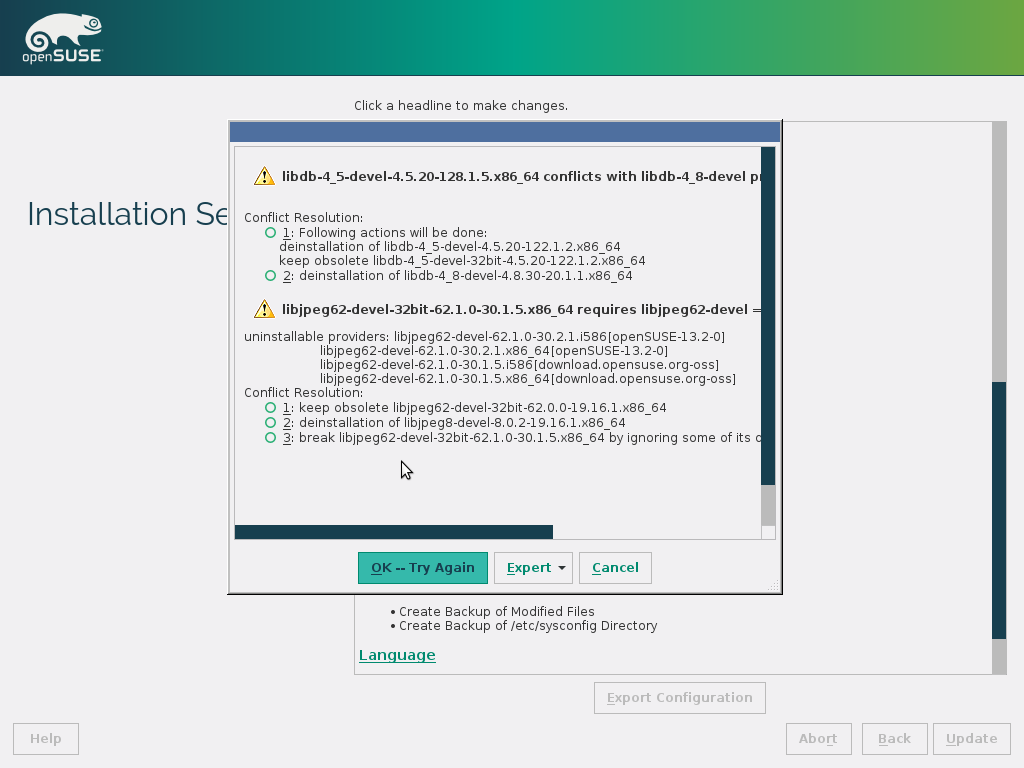 openSUSE
Click a headline to make changes.
Installation Se
libdb-4_5-devel-4.5.20-128.1.5.x86_64 conflicts with libdb-4_8-devel
Conflict Resolution:
1: Following actions will be done:
deinstallation of libdb-4_5-devel-4.5.20-122.1.2.x86_64
keep obsolete libdb-4_5-devel-32bit-4.5.20-122.1.2.x86_64
2: deinstallation of libdb-4_8-devel-4.8.30-20.1.1.x86_64
libjpeg62-devel-32bit-62.1.0-30.1.5.x86_64 requires libjpeg62-devel =
uninstallable providers: libjpeg62-devel-62.1.0-30.2.1.i586[openSUSE-13.2-0]
libjpeg62-devel-62.1.0-30.2.1.x86_64[openSUSE-13.2-0]
libjpeg62-devel-62.1.0-30.1.5.i586[download.opensuse.org-oss]
libjpeg62-devel-62.1.0-30.1.5.x86_64[download.opensuse.org-oss]
Conflict Resolution:
1: keep obsolete libjpeg62-devel-32bit-62.0.0-19.16.1.x86_64
2: deinstallation of libjpeg8-devel-8.0.2-19.16.1.x86_64
3: break libjpeg62-devel-32bit-62.1.0-30.1.5.x86_64 by ignoring some of its
OK -- Try Again
Expert
Cancel
• Create Backup of Modified Files
• Create Backup of /etc/sysconfig Directory
Language
Export Configuration
Help
Abort
Back
Update